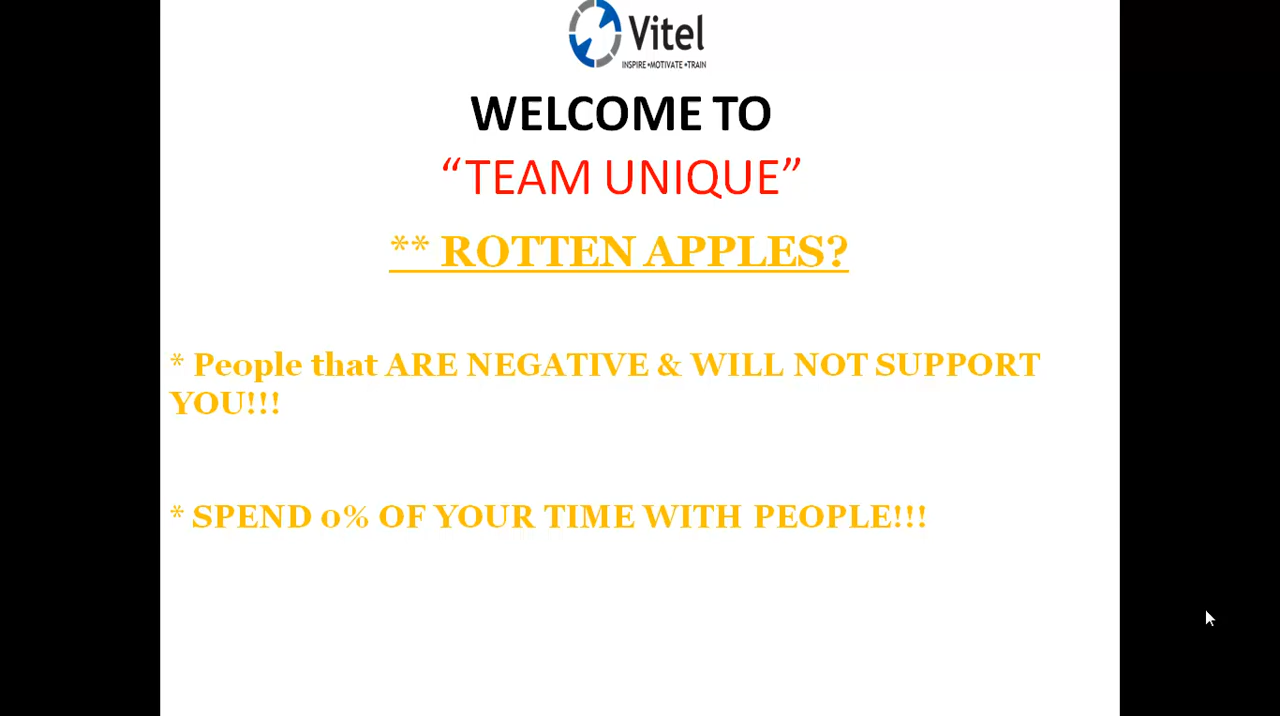 Vitel
INSPIRE •MOTIVATE •TRAIN
WELCOME TO
“TEAM UNIQUE”
** ROTTEN APPLES?
* People that ARE NEGATIVE & WILL NOT SUPPORT
YOU!!!
* SPEND 0% OF YOUR TIME WITH PEOPLE!!!